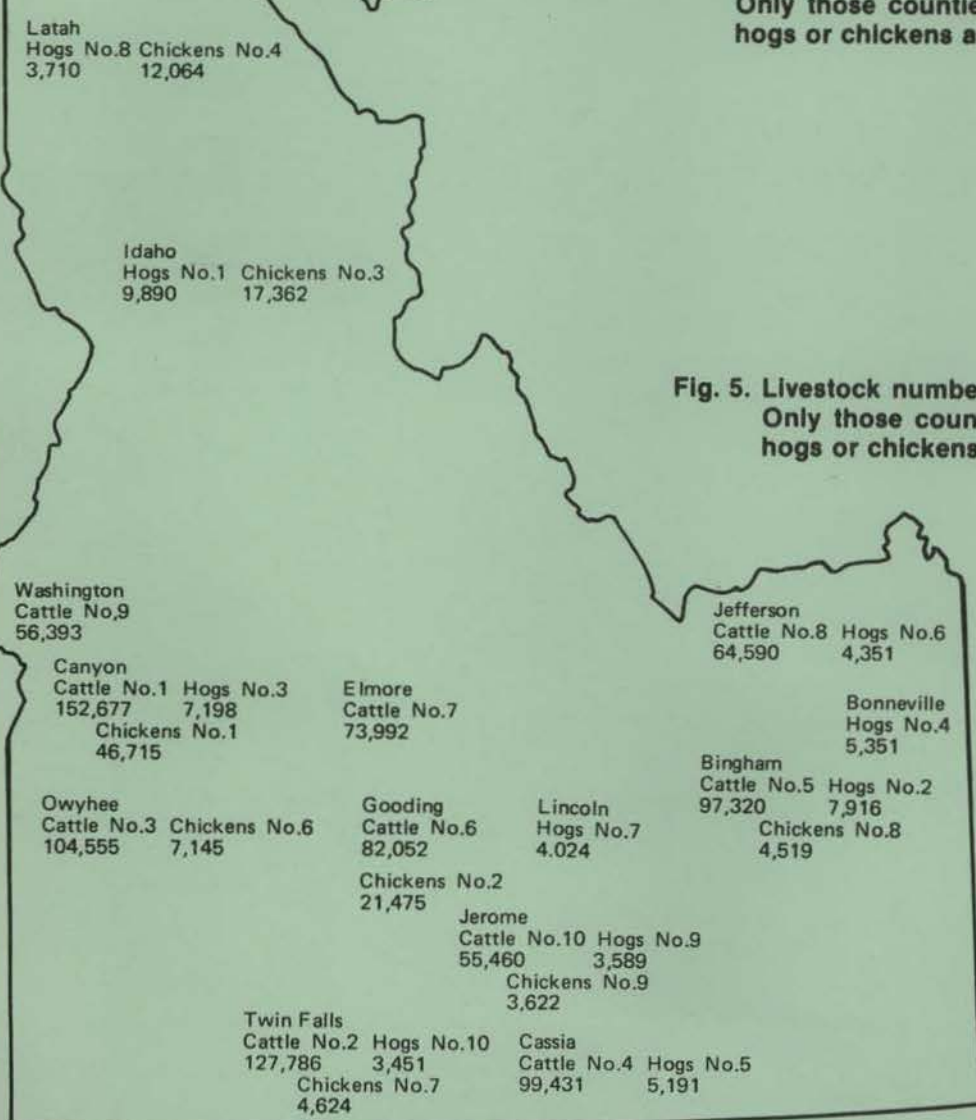 Only those countie
hogs or chickens a
Latah
Hogs No.8 Chickens No.4
3,710 12,064
Idaho
Hogs No.1 Chickens No.3
9,890 17,362
Fig. 5. Livestock numbe
Only those coun
hogs or chickens
Washington
Cattle No,9
56,393
Jefferson
Cattle No.8 Hogs No.6
64,590 4,351
Canyon
Cattle No.1 Hogs No.3
152,677 7,198
Chickens No.1
46,715
Elmore
Cattle No.7
73,992
Bonneville
Hogs No.4
5,351
Bingham
Cattle No.5 Hogs No.2
97,320 7,916
Chickens No.8
4,519
Owyhee
Cattle No.3 Chickens No.6
104,555 7,145
Gooding
Cattle No.6
82,052
Chickens No.2
21,475
Lincoln
Hogs No.7
4.024
Jerome
Cattle No.10 Hogs No.9
55,460 3,589
Chickens No.9
3,622
Twin Falls
Cattle No.2 Hogs No.10
127,786 3,451
Chickens No.7
4,624
Cassia
Cattle No.4 Hogs No.5
99,431 5,191